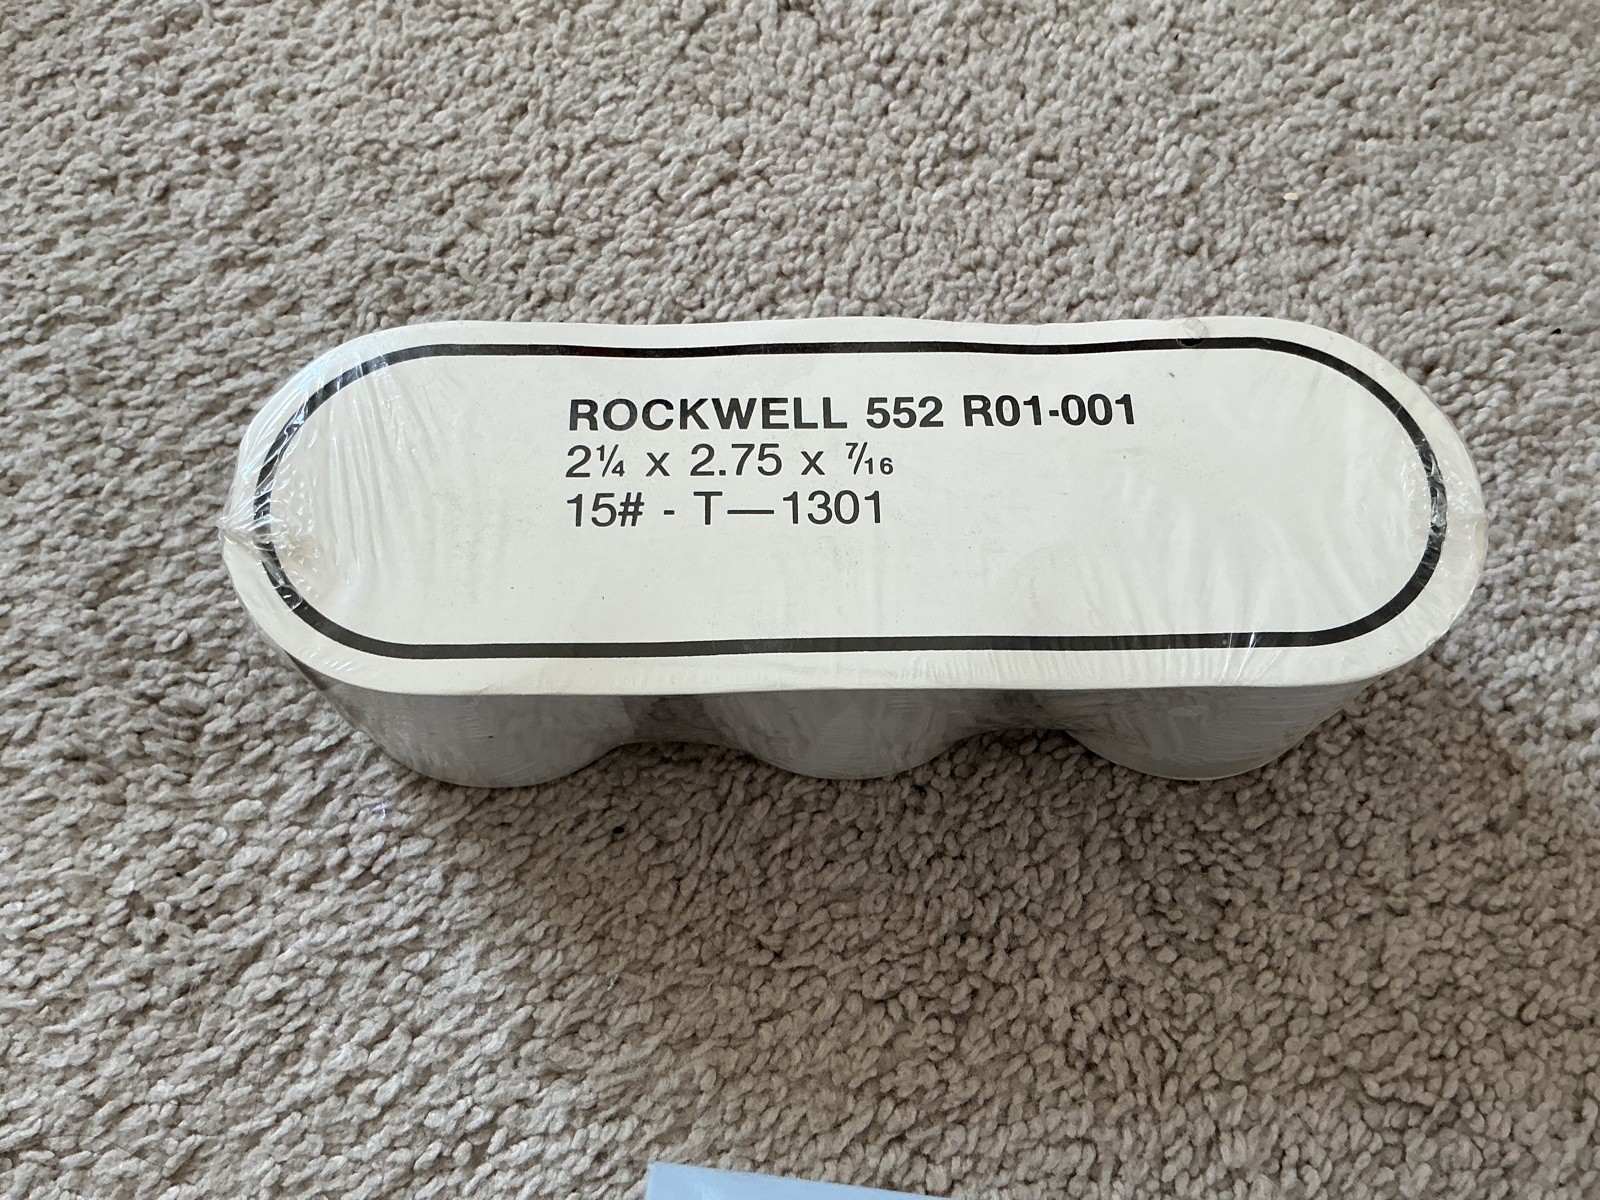 ROCKWELL 552 R01-001
2¼ x 2.75 x 7/16
15# - T—1301